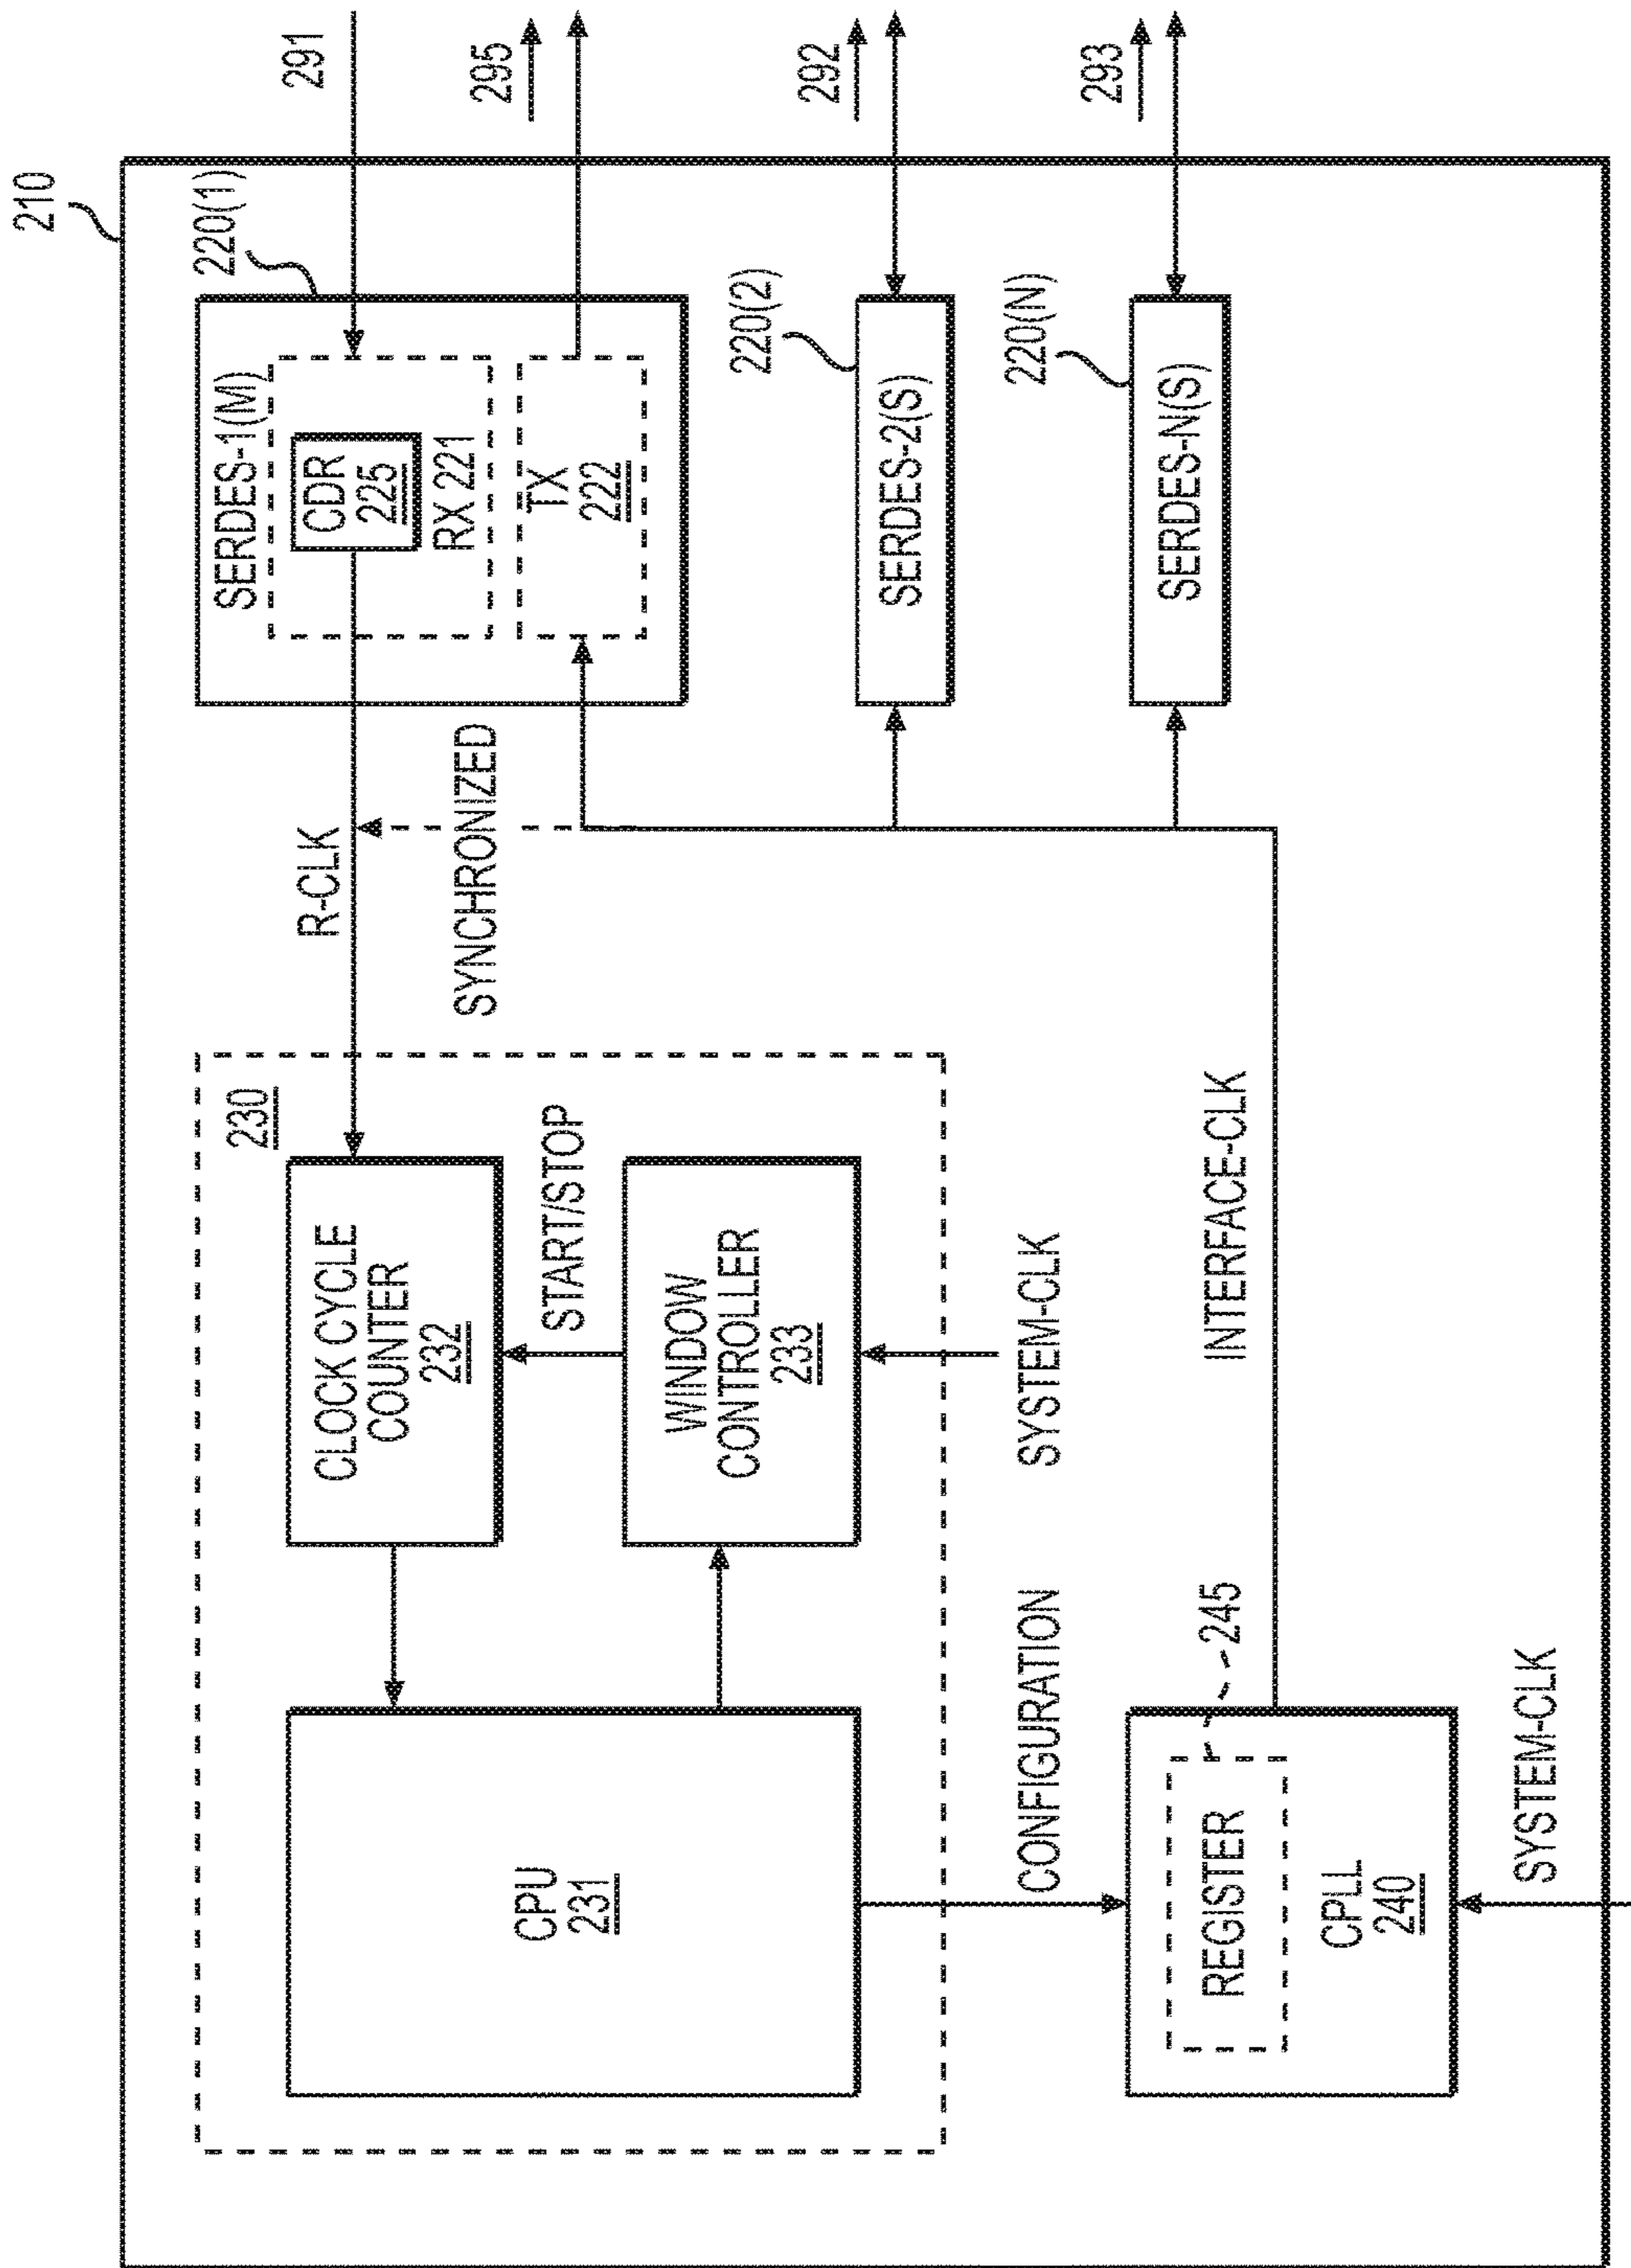 210
230
CPU
231
CLOCK CYCLE
COUNTER
232
START/STOP
WINDOW
CONTROLLER
233
SYSTEM-CLK
R-CLK
SYNCHRONIZED
SERDES-1(M)
220(1)
CDR
225
RX 221
TX
222
291
295
CONFIGURATION
REGISTER
245
CPLL
240
SYSTEM-CLK
INTERFACE-CLK
220(2)
SERDES-2(S)
292
220(N)
SERDES-N(S)
293